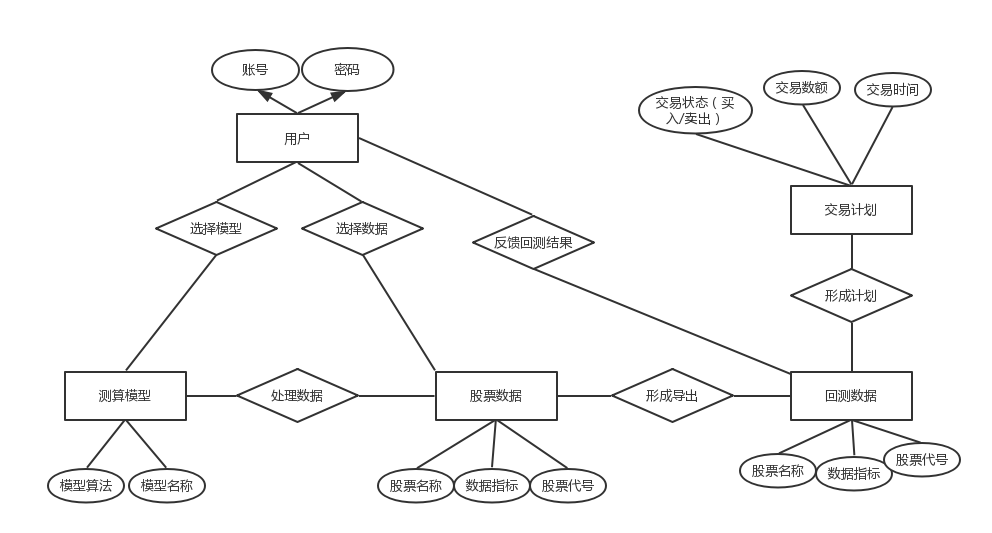 账号
密码
交易状态（买
入/卖出）
交易数额
交易时间
用户
交易计划
选择模型
选择数据
反馈回测结果
形成计划
测算模型
处理数据
股票数据
形成导出
回测数据
模型算法
模型名称
股票名称
数据指标
股票代号
股票名称
数据指标
股票代号